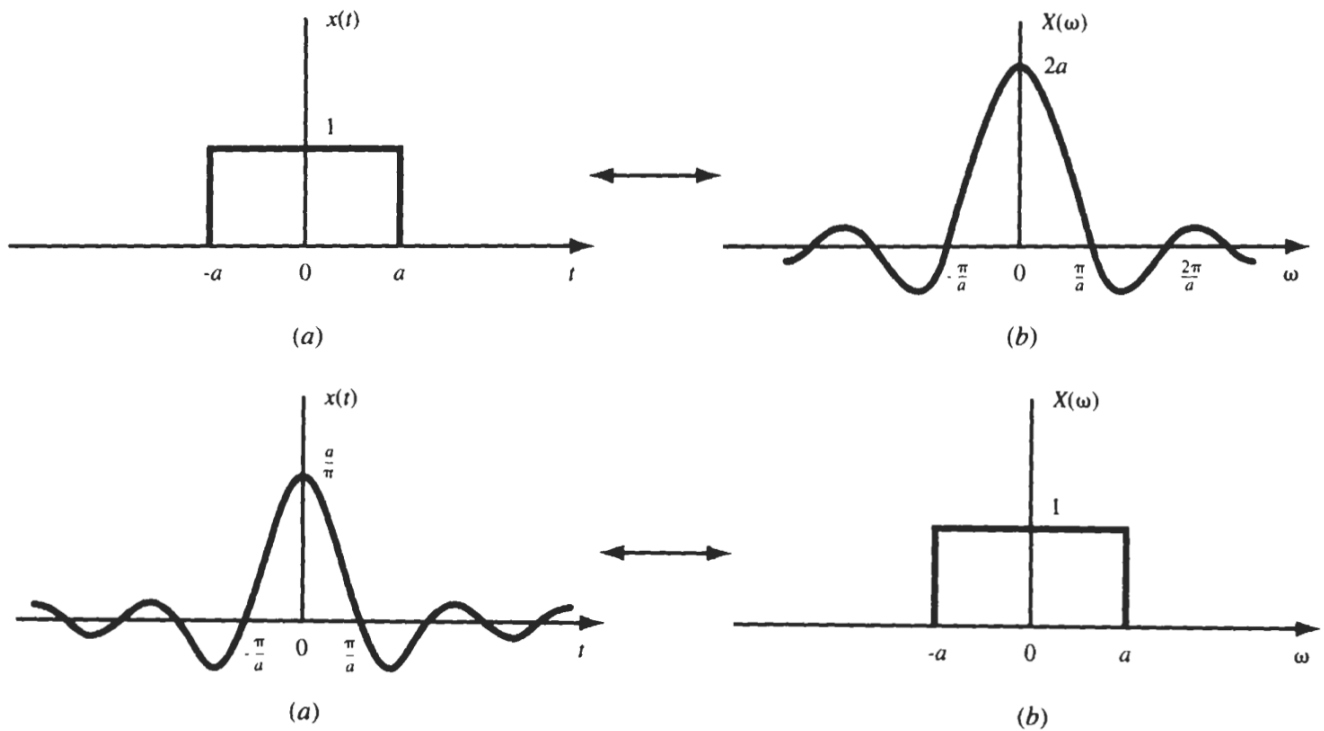 x(t)
X(ω)
2a
1
-a 0 a t
-π/a 0 π/a 2π/a ω
(a)
(b)
x(t)
X(ω)
a/π
1
-π/a 0 π/a t
-a 0 a ω
(a)
(b)